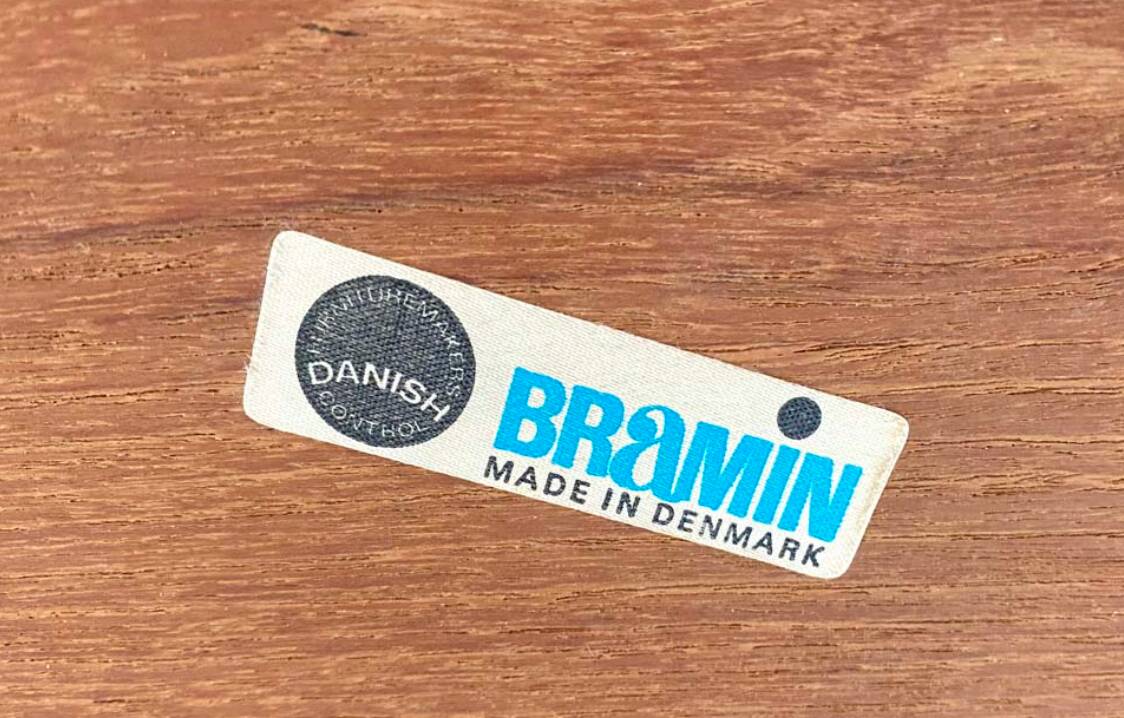 FURNITUREMAKERS
DANISH
CONTROL
BRaMIN
MADE IN DENMARK